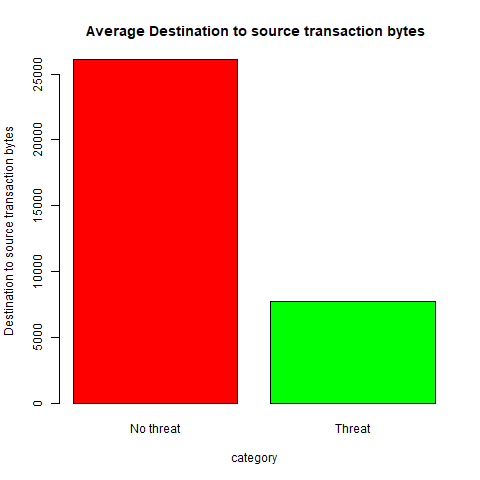 Average Destination to source transaction bytes
Destination to source transaction bytes
25000
20000
15000
10000
5000
0
No threat
Threat
category